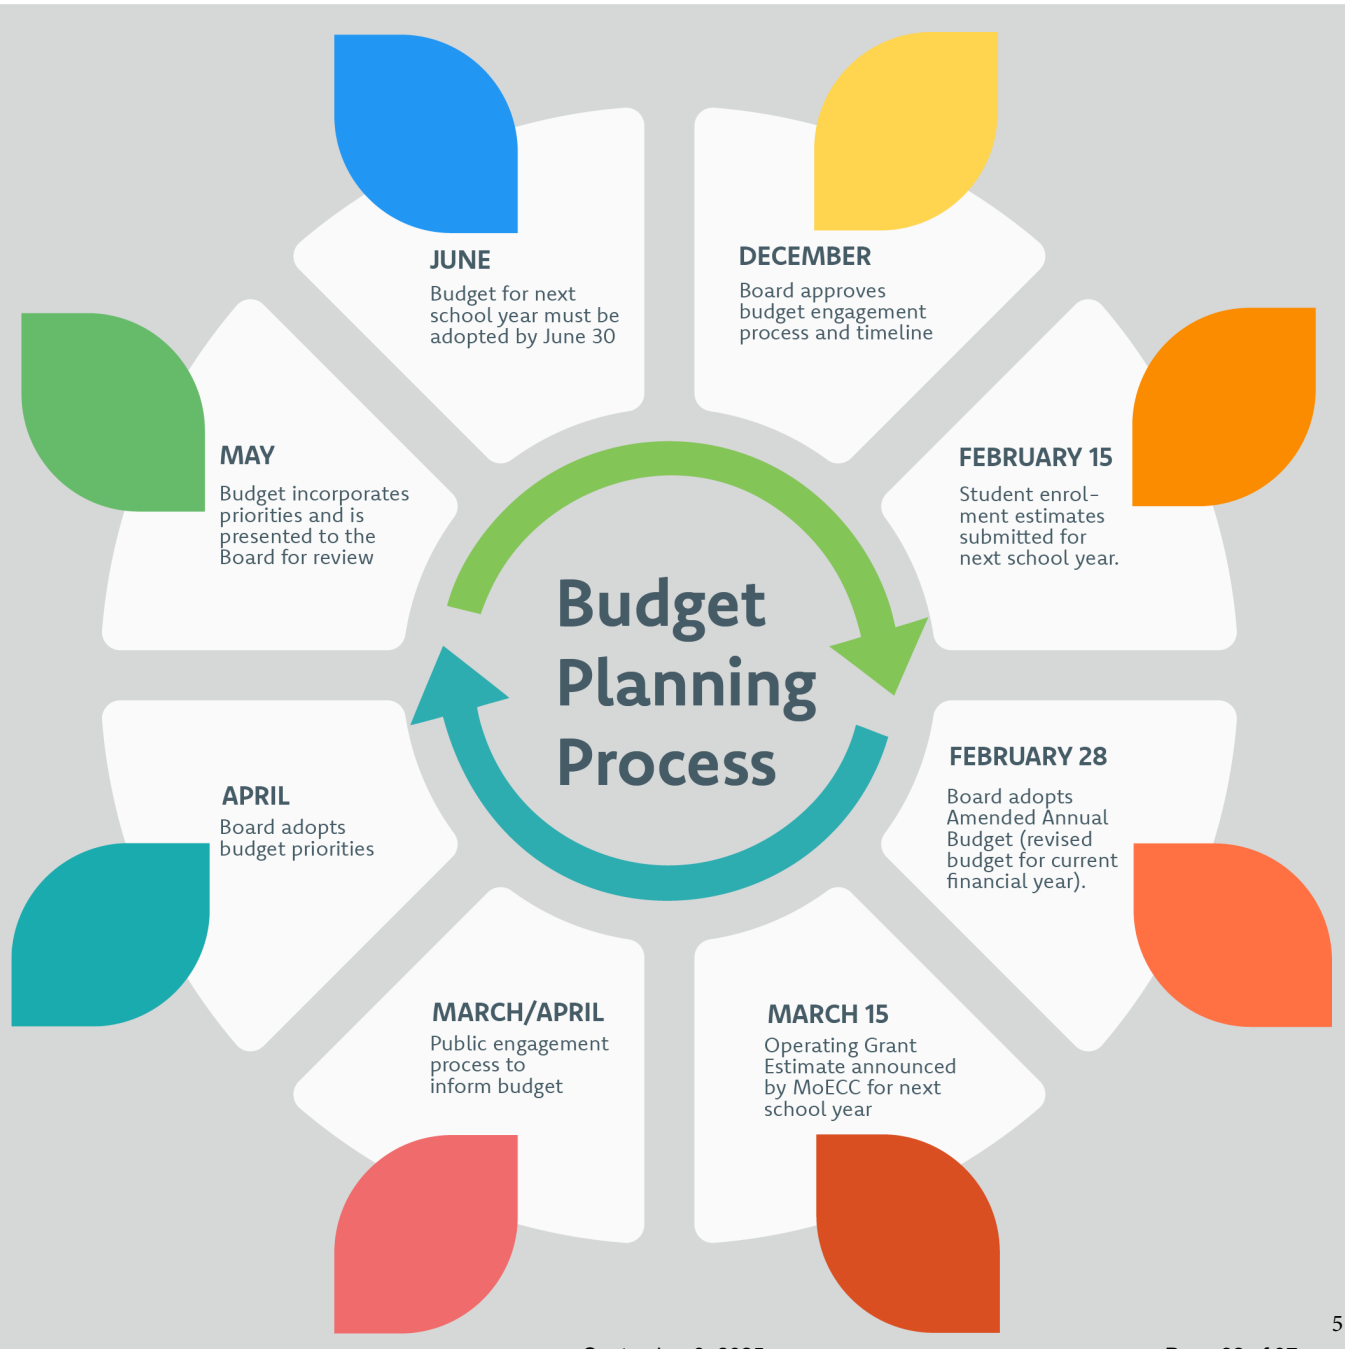 JUNE
Budget for next
school year must be
adopted by June 30
DECEMBER
Board approves
budget engagement
process and timeline
FEBRUARY 15
Student enrol-
ment estimates
submitted for
next school year.
FEBRUARY 28
Board adopts
Amended Annual
Budget (revised
budget for current
financial year).
MARCH 15
Operating Grant
Estimate announced
by MoECC for next
school year
MARCH/APRIL
Public engagement
process to
inform budget
APRIL
Board adopts
budget priorities
MAY
Budget incorporates
priorities and is
presented to the
Board for review
Budget
Planning
Process
5